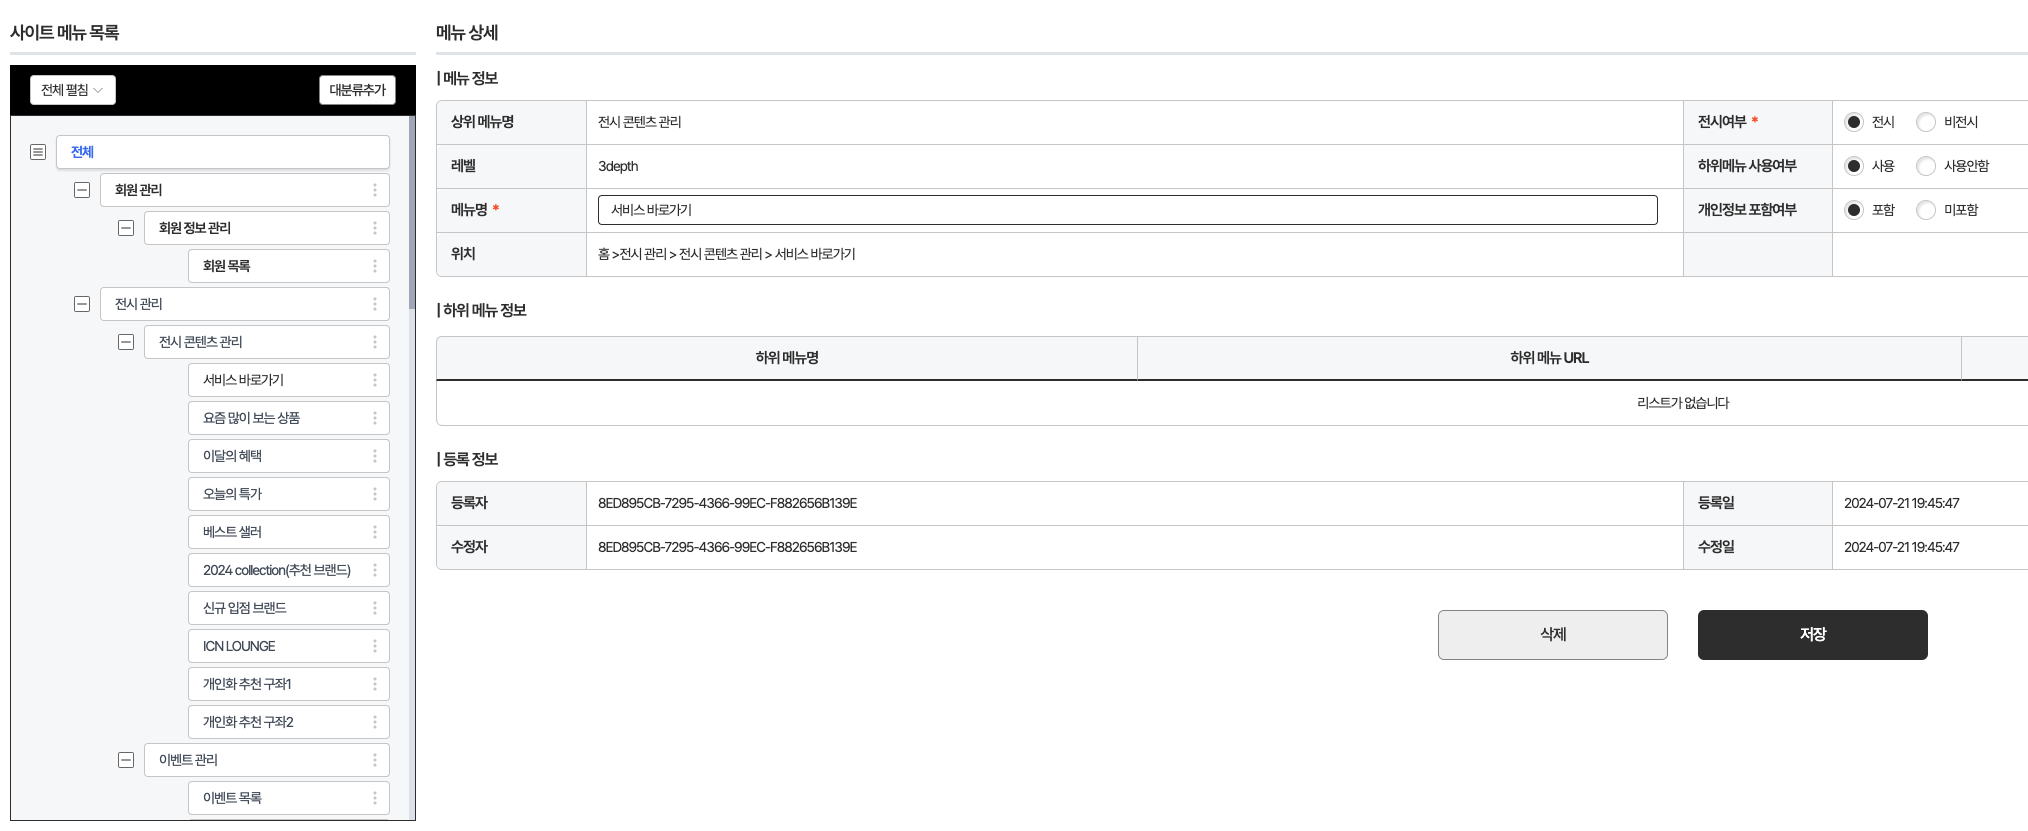 사이트 메뉴 목록
전체 펼침
대분류추가
전체
회원 관리
회원 정보 관리
회원 목록
전시 관리
전시 콘텐츠 관리
서비스 바로가기
요즘 많이 보는 상품
이달의 혜택
오늘의 특가
베스트 샐러
2024 collection(추천 브랜드)
신규 입점 브랜드
ICN LOUNGE
개인화 추천 구좌1
개인화 추천 구좌2
이벤트 관리
이벤트 목록
메뉴 상세
| 메뉴 정보
상위 메뉴명 전시 콘텐츠 관리 전시여부 * 전시 비전시
레벨 3depth 하위메뉴 사용여부 사용 사용안함
메뉴명 * 서비스 바로가기 개인정보 포함여부 포함 미포함
위치 홈 >전시 관리 > 전시 콘텐츠 관리 > 서비스 바로가기
| 하위 메뉴 정보
하위 메뉴명 하위 메뉴 URL
리스트가 없습니다
| 등록 정보
등록자 8ED895CB-7295-4366-99EC-F882656B139E 등록일 2024-07-21 19:45:47
수정자 8ED895CB-7295-4366-99EC-F882656B139E 수정일 2024-07-21 19:45:47
삭제 저장